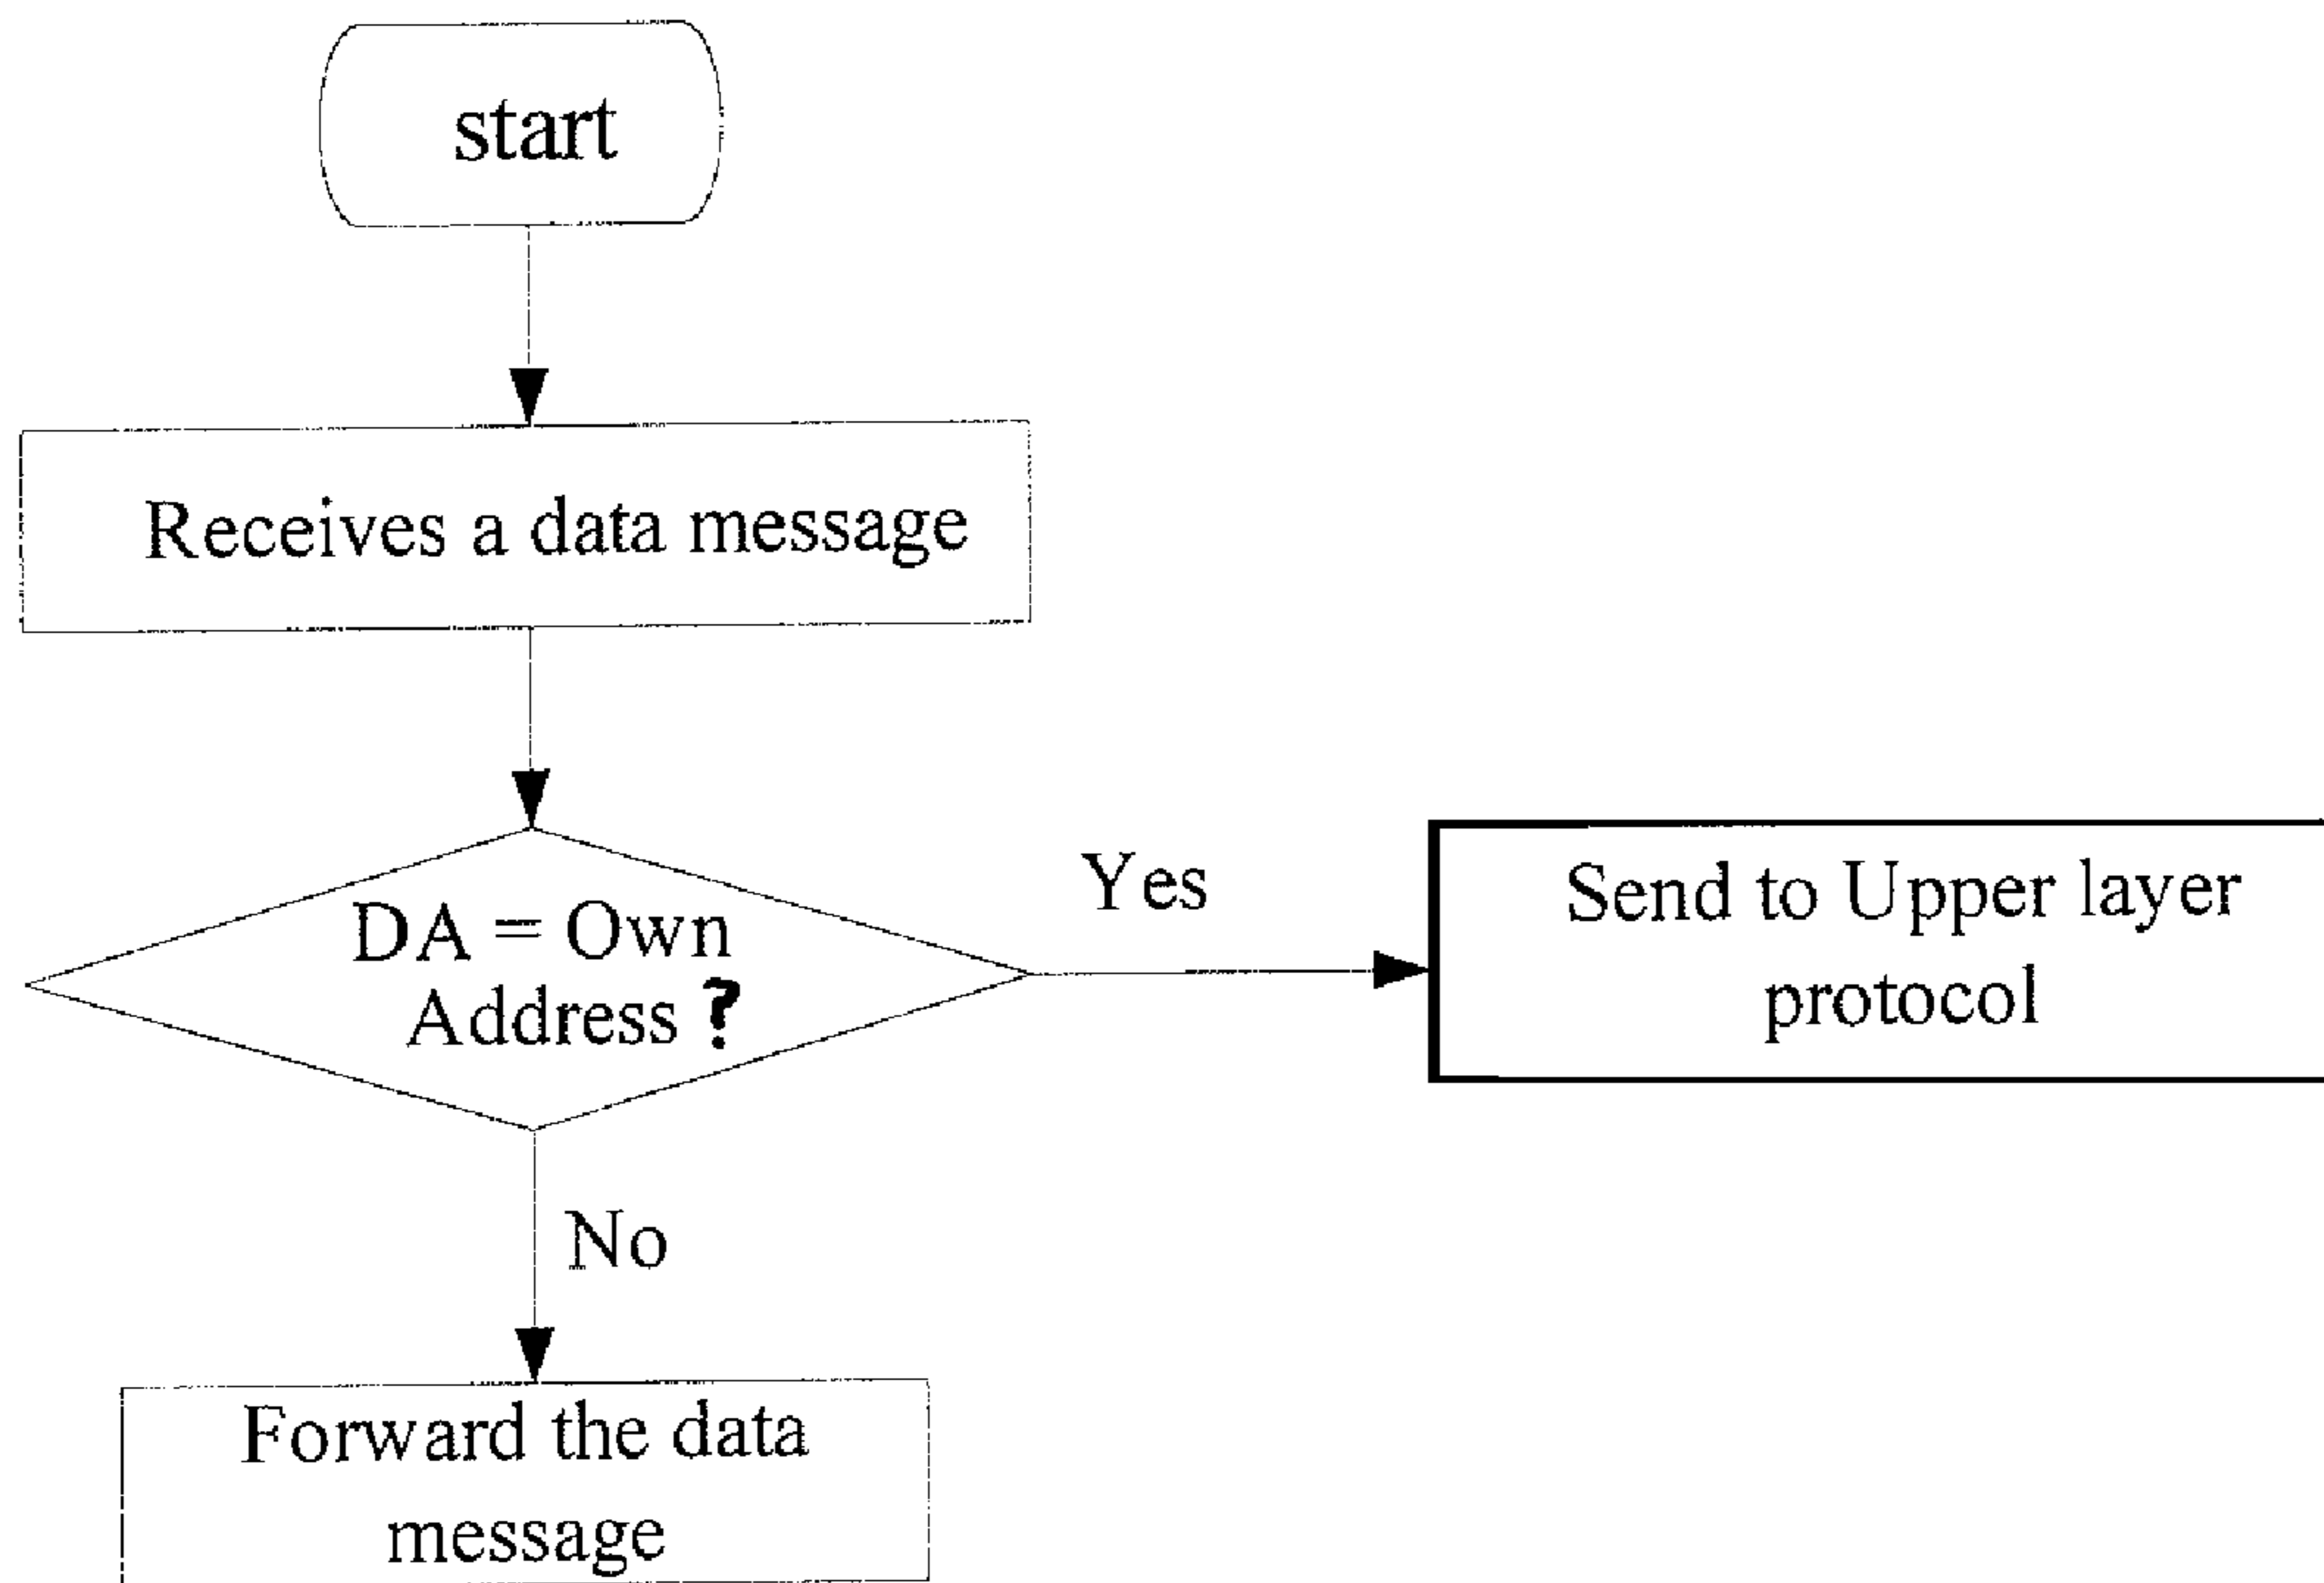 start
Receives a data message
DA = Own
Address ?
Yes
Send to Upper layer
protocol
No
Forward the data
message